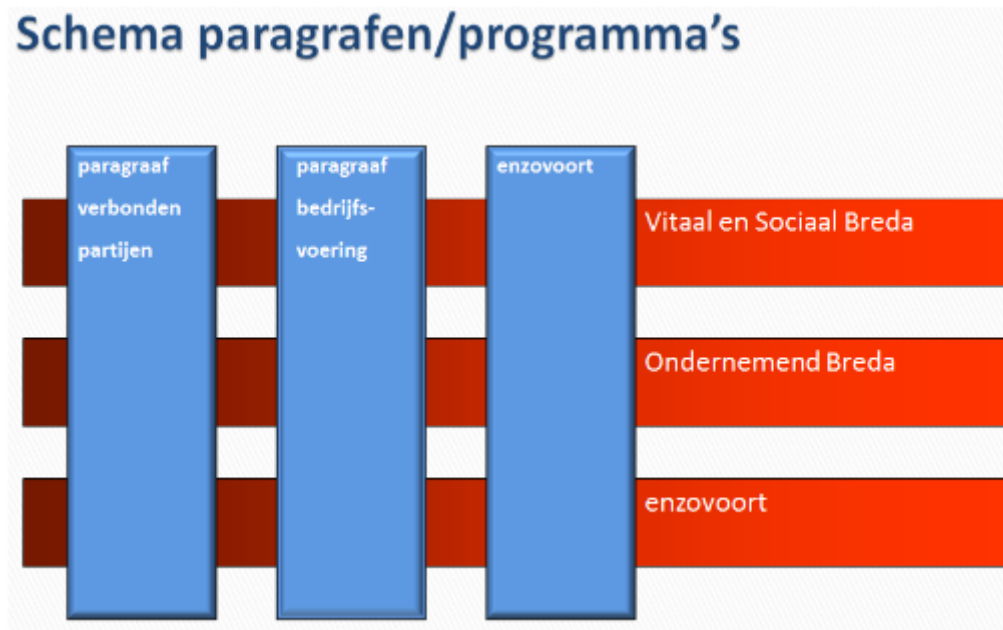 Schema paragrafen/programma's
paragraaf
verbonden
partijen
paragraaf
bedrijfs-
voering
enzovoort
Vitaal en Sociaal Breda
Ondernemend Breda
enzovoort